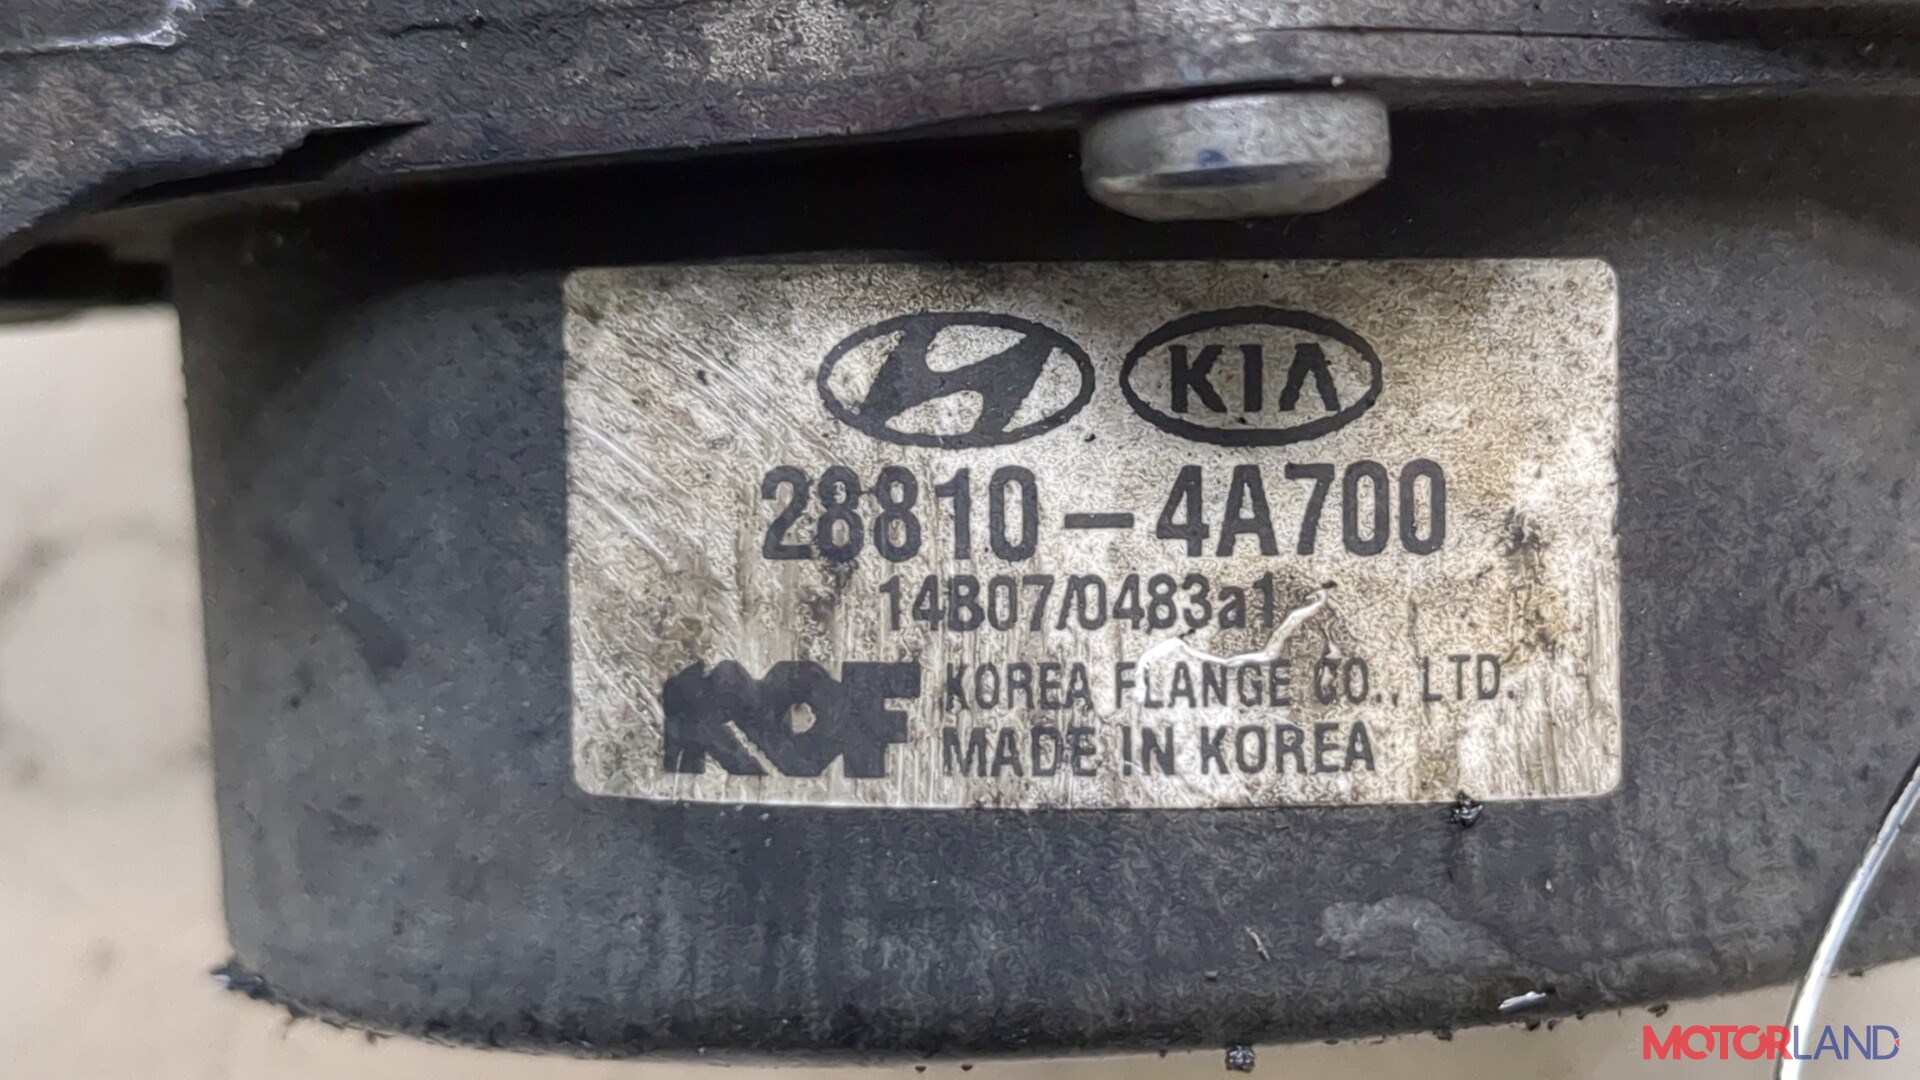 KIA
28810-4A700
14B07/0483a1
KOF KOREA FLANGE CO., LTD.
MADE IN KOREA
MOTORLAND